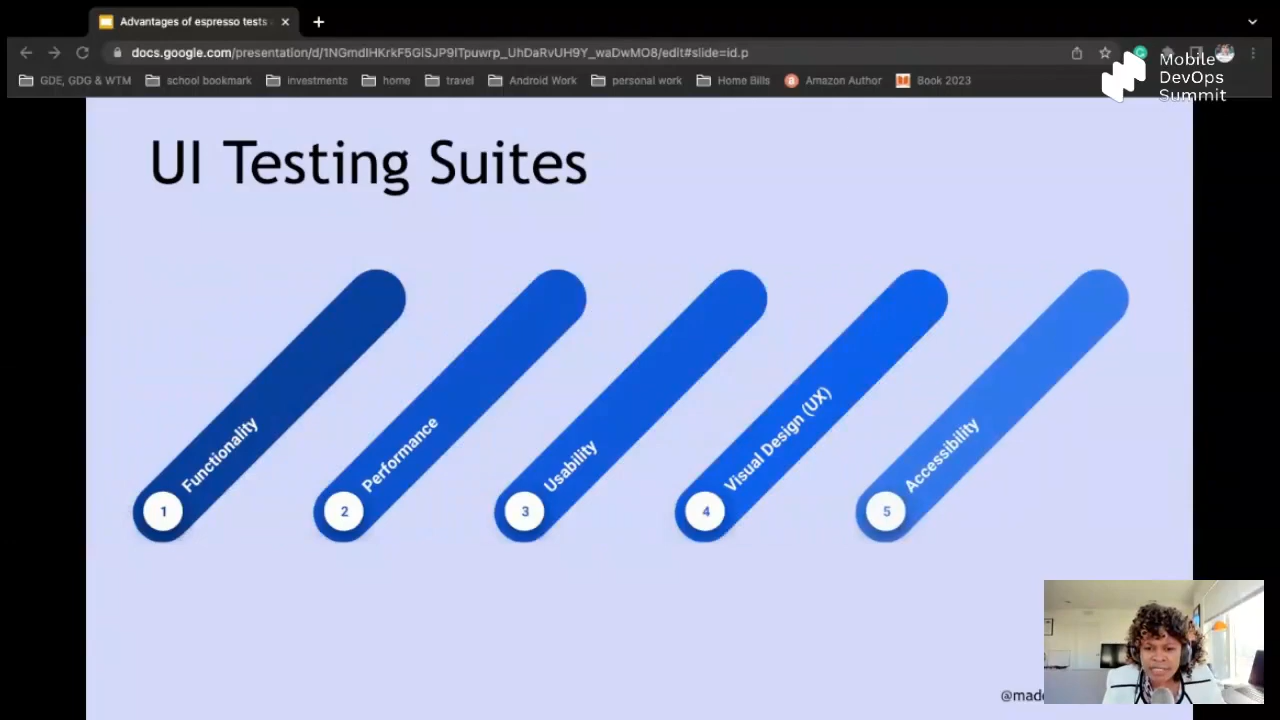 Advantages of espresso tests
docs.google.com/presentation/d/1NGmdIHKrkF5GISJP9ITpuwrp_UhDaRvUH9Y_waDwMO8/edit#slide=id.p
GDE, GDG & WTM
school bookmark
investments
home
travel
Android Work
personal work
Home Bills
Amazon Author
Book 2023
Mobile
DevOps
Summit
UI Testing Suites
1 Functionality
2 Performance
3 Usability
4 Visual Design (UX)
5 Accessibility